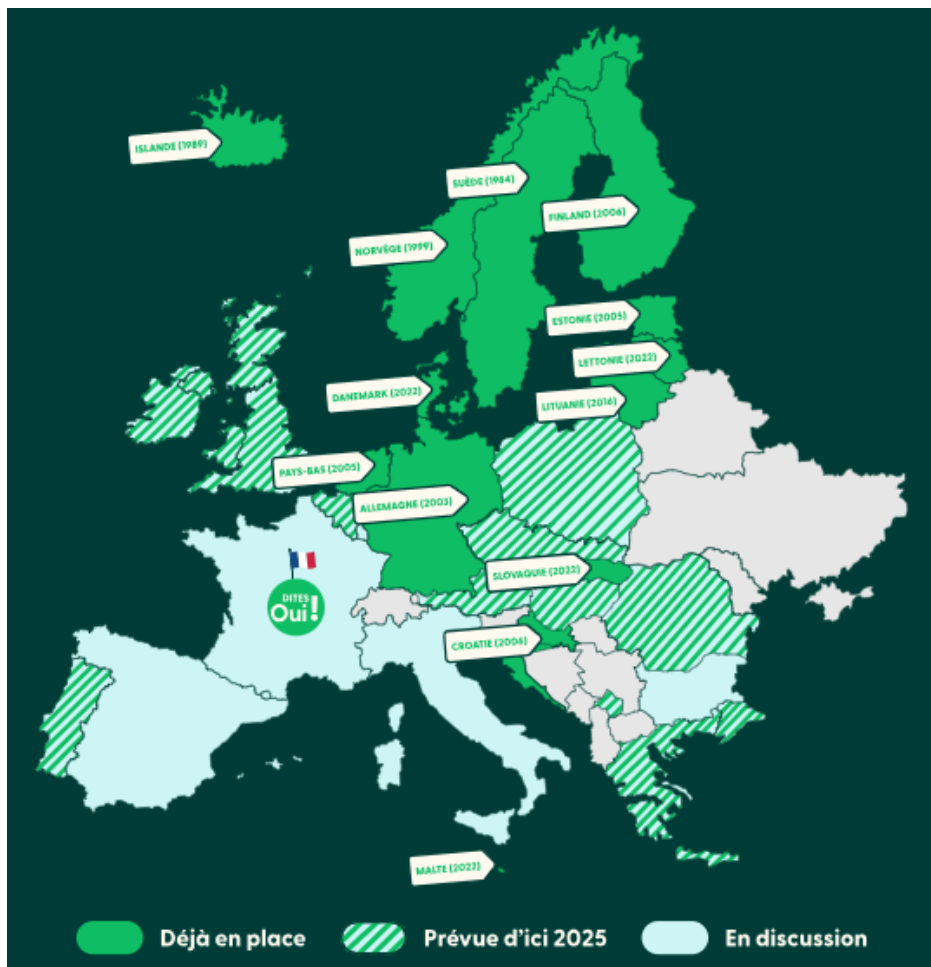 ISLANDE (1989)
SUÈDE (1984)
FINLAND (2006)
NORVÈGE (1999)
ESTONIE (2005)
LETTONIE (2022)
DANEMARK (2022)
LITUANIE (2016)
PAYS-BAS (2005)
ALLEMAGNE (2003)
SLOVAQUIE (2022)
DITES
Oui!
CROATIE (2006)
MALTE (2022)
Déjà en place
Prévue d'ici 2025
En discussion